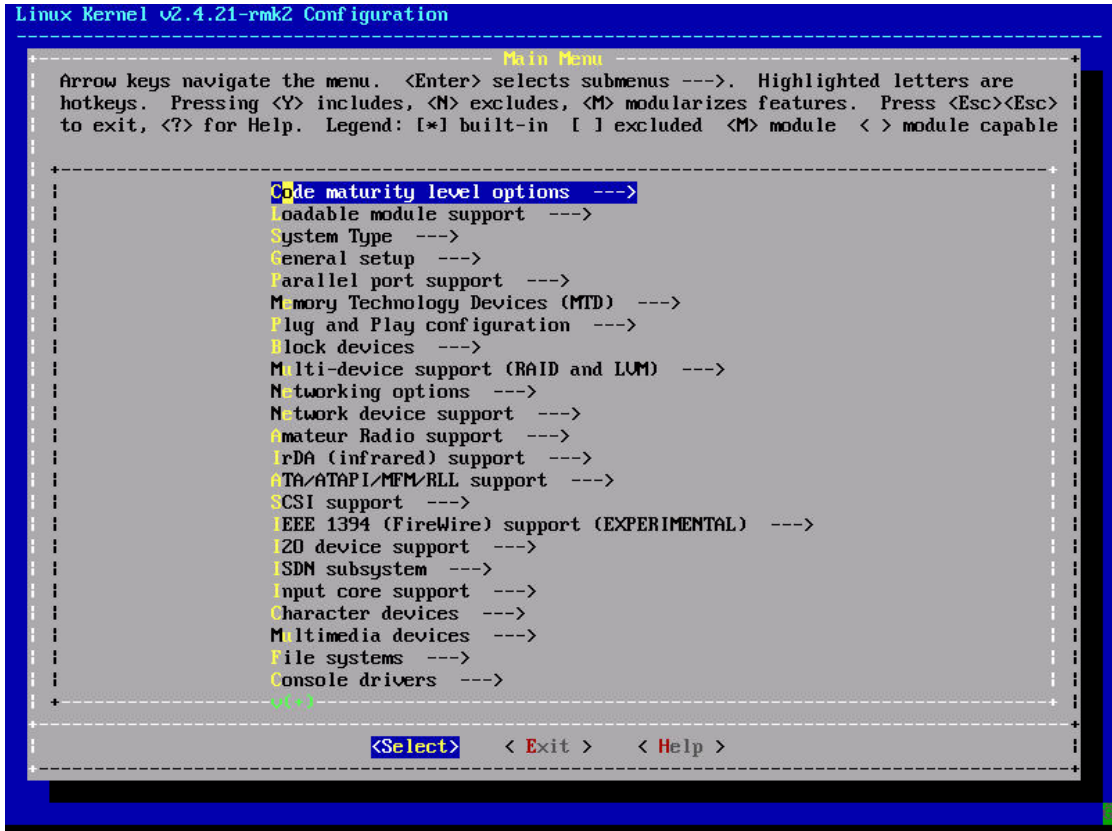 Linux Kernel v2.4.21-rmk2 Configuration
Main Menu
Arrow keys navigate the menu.  <Enter> selects submenus --->.  Highlighted letters are
hotkeys.  Pressing <Y> includes, <N> excludes, <M> modularizes features.  Press <Esc><Esc>
to exit, <?> for Help.  Legend: [*] built-in  [ ] excluded  <M> module  < > module capable
Code maturity level options  --->
Loadable module support  --->
System Type  --->
General setup  --->
Parallel port support  --->
Memory Technology Devices (MTD)  --->
Plug and Play configuration  --->
Block devices  --->
Multi-device support (RAID and LVM)  --->
Networking options  --->
Network device support  --->
Amateur Radio support  --->
IrDA (infrared) support  --->
ATA/ATAPI/MFM/RLL support  --->
SCSI support  --->
IEEE 1394 (FireWire) support (EXPERIMENTAL)  --->
I2O device support  --->
ISDN subsystem  --->
Input core support  --->
Character devices  --->
Multimedia devices  --->
File systems  --->
Console drivers  --->
v(+)
<Select>    < Exit >    < Help >